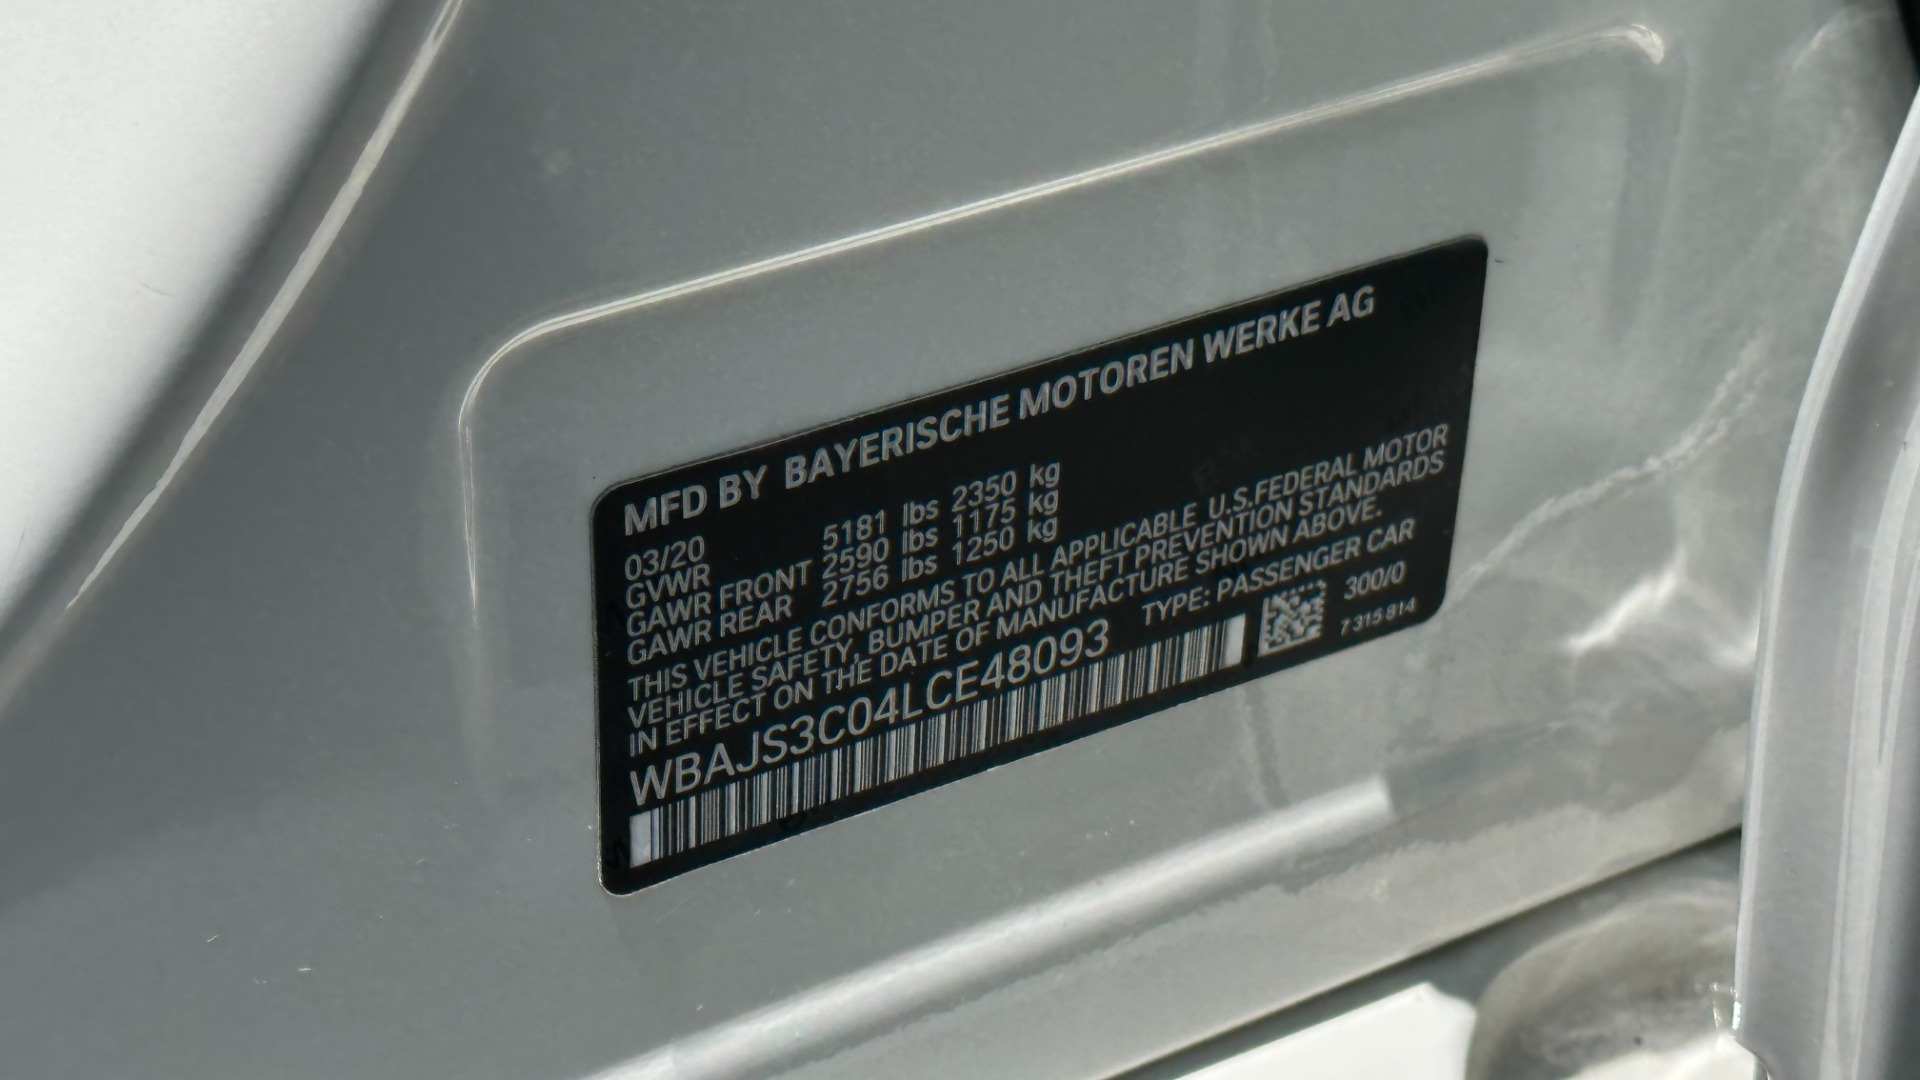 MFD BY BAYERISCHE MOTOREN WERKE AG
03/20
GVWR 5181 lbs 2350 kg
GAWR FRONT 2590 lbs 1175 kg
GAWR REAR 2756 lbs 1250 kg
THIS VEHICLE CONFORMS TO ALL APPLICABLE U.S.FEDERAL MOTOR
VEHICLE SAFETY, BUMPER AND THEFT PREVENTION STANDARDS
IN EFFECT ON THE DATE OF MANUFACTURE SHOWN ABOVE.
WBAJS3C04LCE48093 TYPE: PASSENGER CAR
300/0
7 315 814